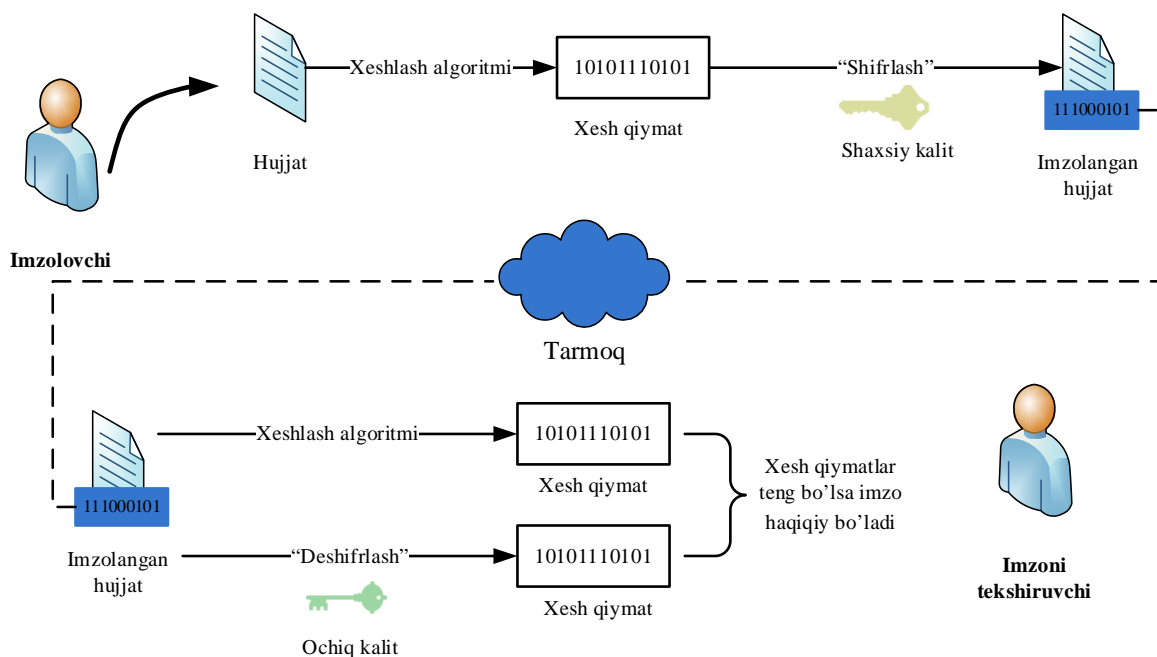 Xeshlash algoritmi
10101110101
“Shifrlash”
111000101
Xesh qiymat
Hujjat
Shaxsiy kalit
Imzolangan
hujjat
Imzolovchi
Tarmoq
Xeshlash algoritmi
10101110101
Xesh qiymat
111000101
Imzolangan
hujjat
“Deshifrlash”
10101110101
Xesh qiymat
Ochiq kalit
Xesh qiymatlar
teng bo’lsa imzo
haqiqiy bo’ladi
Imzoni
tekshiruvchi